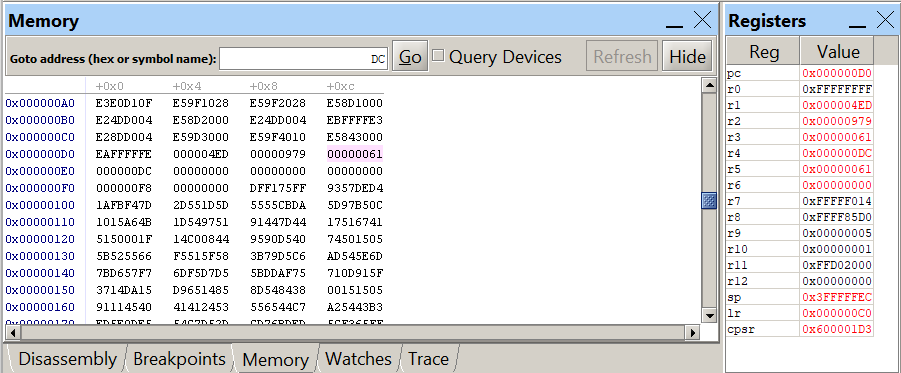 Memory
Goto address (hex or symbol name): DC Go Query Devices Refresh Hide
+0x0 +0x4 +0x8 +0xc
0x000000A0 E3E0D10F E59F1028 E59F2028 E58D1000
0x000000B0 E24DD004 E58D2000 E24DD004 EBFFFFE3
0x000000C0 E28DD004 E59D3000 E59F4010 E5843000
0x000000D0 EAFFFFFE 000004ED 00000979 00000061
0x000000E0 000000DC 00000000 00000000 00000000
0x000000F0 000000F8 00000000 DFF175FF 9357DED4
0x00000100 1AFBF47D 2D551D5D 5555CBDA 5D97B50C
0x00000110 1015A64B 1D549751 91447D44 17516741
0x00000120 5150001F 14C00844 9590D540 74501505
0x00000130 5B525566 F5515F58 3B79D5C6 AD545E6D
0x00000140 7BD657F7 6DF5D7D5 5BDDAF75 710D915F
0x00000150 3714DA15 D9651485 8D548438 00151505
0x00000160 91114540 41412453 556544C7 A25443B3
Disassembly Breakpoints Memory Watches Trace
Registers
Reg Value
pc 0x000000D0
r0 0xFFFFFFFF
r1 0x000004ED
r2 0x00000979
r3 0x00000061
r4 0x000000DC
r5 0x00000061
r6 0x00000000
r7 0xFFFFF014
r8 0xFFFF85D0
r9 0x00000005
r10 0x00000001
r11 0xFFD02000
r12 0x00000000
sp 0x3FFFFFEC
lr 0x000000C0
cpsr 0x600001D3